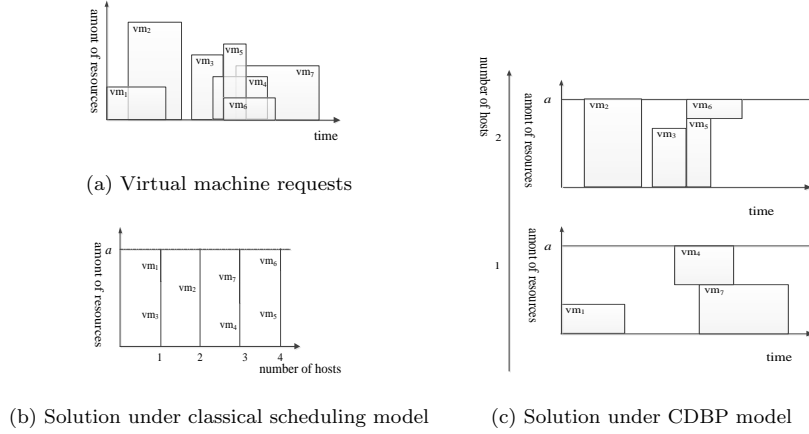 amont of resources
vm1
vm2
vm3
vm4
vm5
vm6
vm7
time
(a) Virtual machine requests
amont of resources
a
vm1
vm3
vm2
vm7
vm4
vm6
vm5
1 2 3 4
number of hosts
(b) Solution under classical scheduling model
number of hosts
2
1
amont of resources
a
vm2
vm6
vm5
vm3
time
amont of resources
a
vm4
vm7
vm1
time
(c) Solution under CDBP model